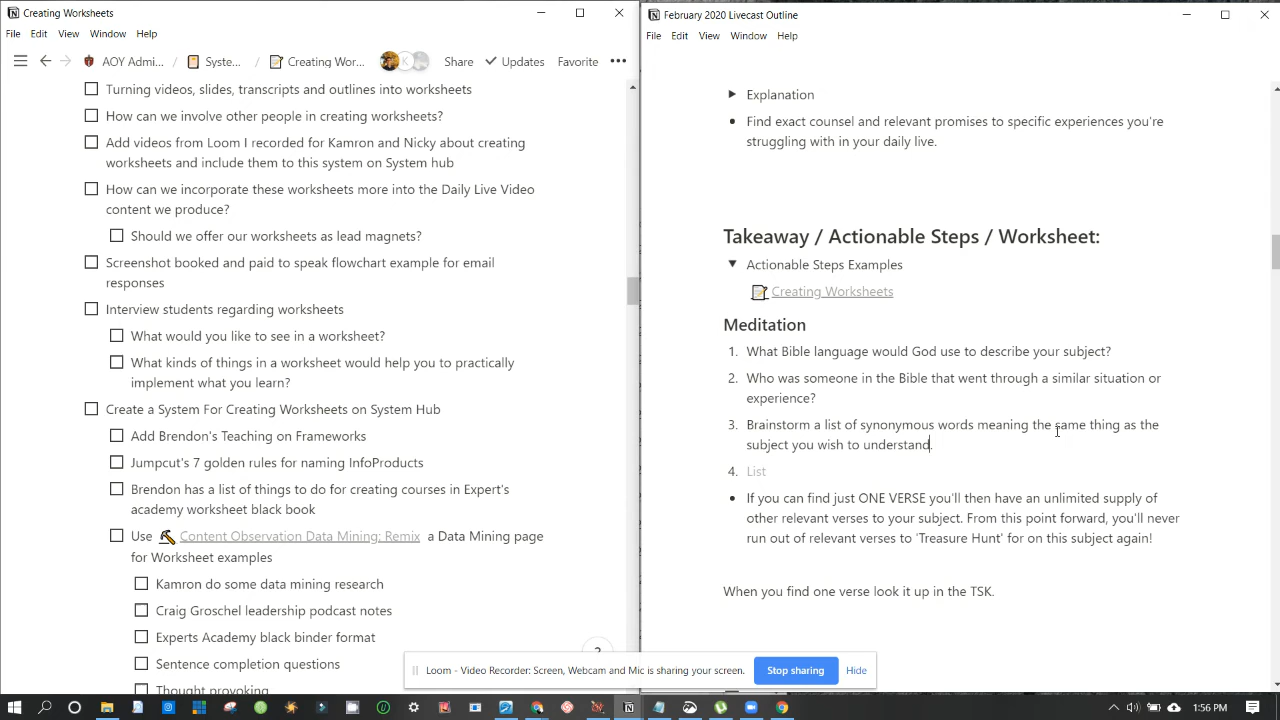 Creating Worksheets
File Edit View Window Help
AOY Admi... / Syste... / Creating Wor... K Share Updates Favorite
Turning videos, slides, transcripts and outlines into worksheets
How can we involve other people in creating worksheets?
Add videos from Loom I recorded for Kamron and Nicky about creating
worksheets and include them to this system on System hub
How can we incorporate these worksheets more into the Daily Live Video
content we produce?
Should we offer our worksheets as lead magnets?
Screenshot booked and paid to speak flowchart example for email
responses
Interview students regarding worksheets
What would you like to see in a worksheet?
What kinds of things in a worksheet would help you to practically
implement what you learn?
Create a System For Creating Worksheets on System Hub
Add Brendon's Teaching on Frameworks
Jumpcut's 7 golden rules for naming InfoProducts
Brendon has a list of things to do for creating courses in Expert's
academy worksheet black book
Use Content Observation Data Mining: Remix a Data Mining page
for Worksheet examples
Kamron do some data mining research
Craig Groschel leadership podcast notes
Experts Academy black binder format
Sentence completion questions
Thought provoking
February 2020 Livecast Outline
File Edit View Window Help
Explanation
Find exact counsel and relevant promises to specific experiences you're
struggling with in your daily live.
Takeaway / Actionable Steps / Worksheet:
Actionable Steps Examples
Creating Worksheets
Meditation
1. What Bible language would God use to describe your subject?
2. Who was someone in the Bible that went through a similar situation or
experience?
3. Brainstorm a list of synonymous words meaning the same thing as the
subject you wish to understand.
4. List
If you can find just ONE VERSE you'll then have an unlimited supply of
other relevant verses to your subject. From this point forward, you'll never
run out of relevant verses to 'Treasure Hunt' for on this subject again!
When you find one verse look it up in the TSK.
Loom - Video Recorder: Screen, Webcam and Mic is sharing your screen. Stop sharing Hide
1:56 PM